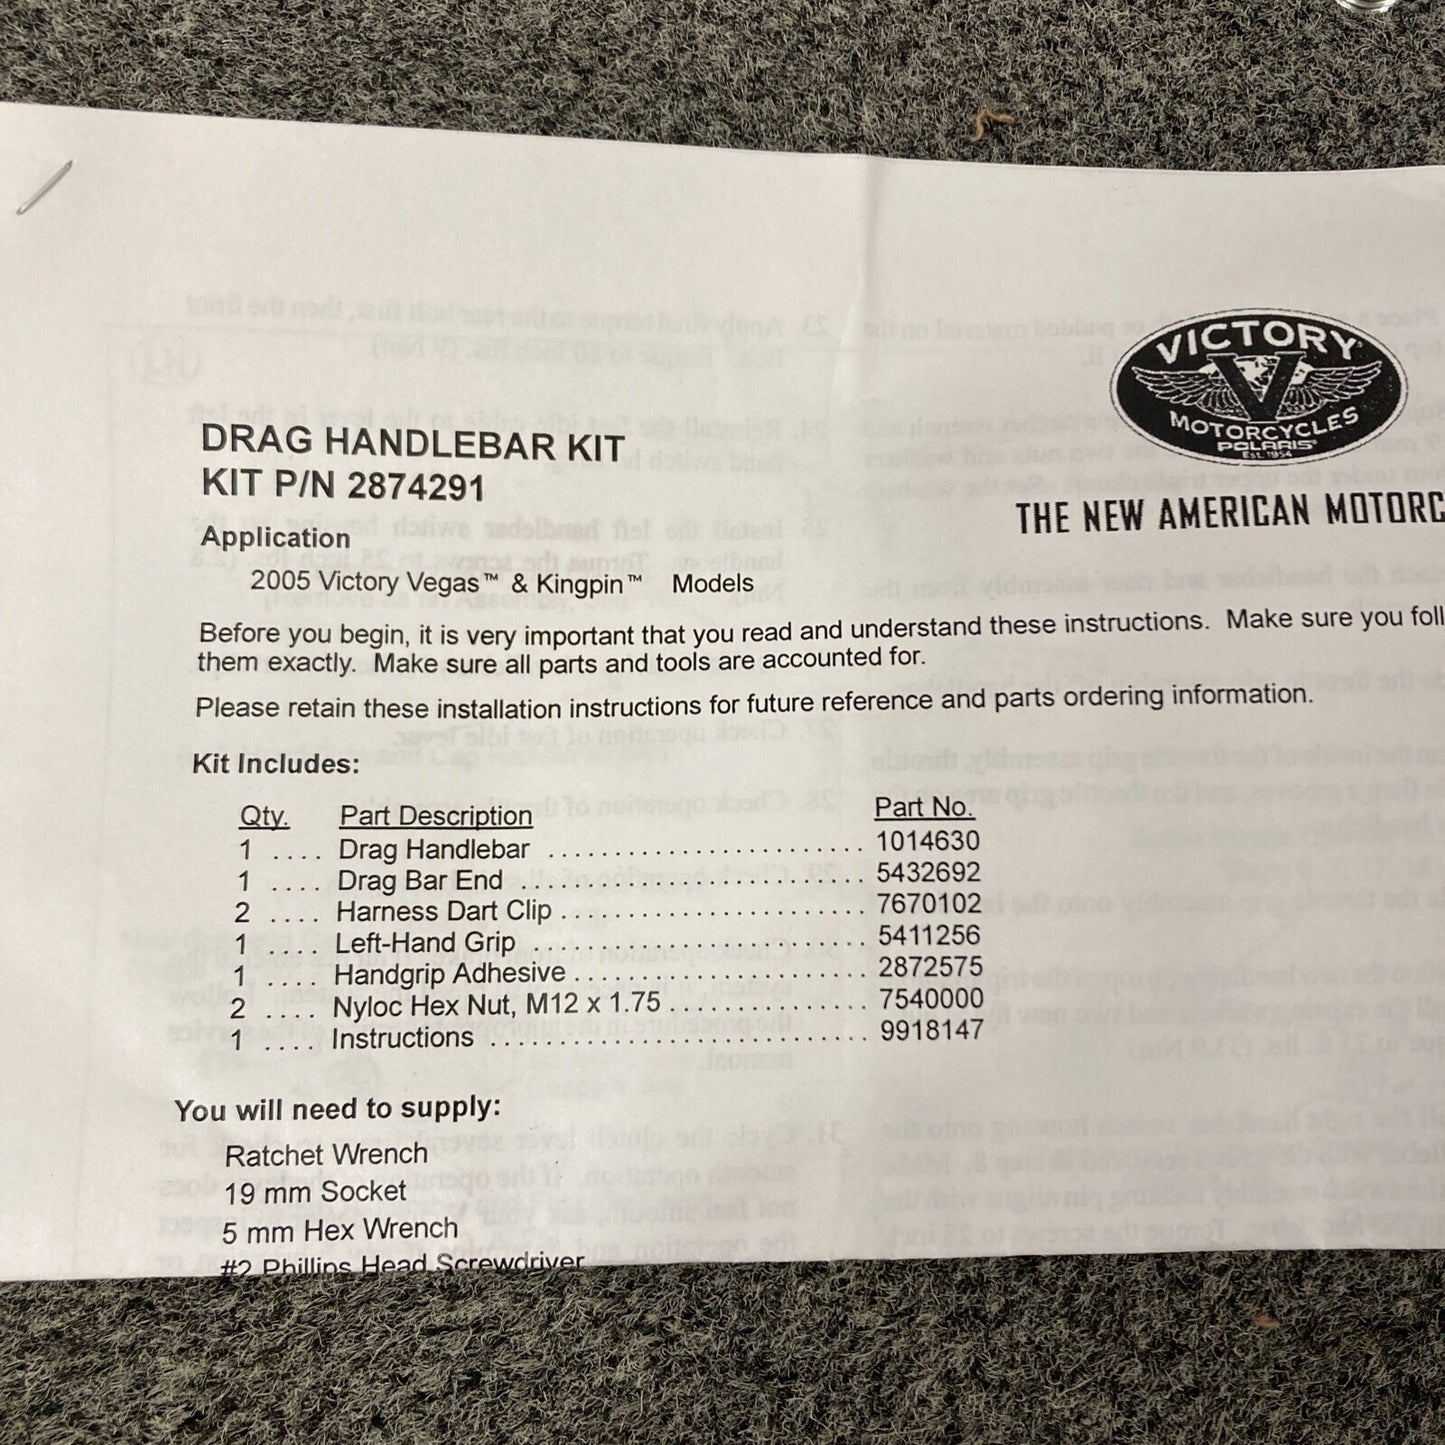 VICTORY
MOTORCYCLES
POLARIS
EST. 1954
DRAG HANDLEBAR KIT
KIT P/N 2874291
THE NEW AMERICAN MOTORC
Application
2005 Victory Vegas™ & Kingpin™ Models
Before you begin, it is very important that you read and understand these instructions. Make sure you foll
them exactly. Make sure all parts and tools are accounted for.
Please retain these installation instructions for future reference and parts ordering information.
Kit Includes:
Qty. Part Description Part No.
1 .... Drag Handlebar ........................ 1014630
1 .... Drag Bar End .......................... 5432692
2 .... Harness Dart Clip ....................... 7670102
1 .... Left-Hand Grip ......................... 5411256
1 .... Handgrip Adhesive ...................... 2872575
2 .... Nyloc Hex Nut, M12 x 1.75 ............... 7540000
1 .... Instructions ............................ 9918147
You will need to supply:
Ratchet Wrench
19 mm Socket
5 mm Hex Wrench
#2 Phillips Head Screwdriver